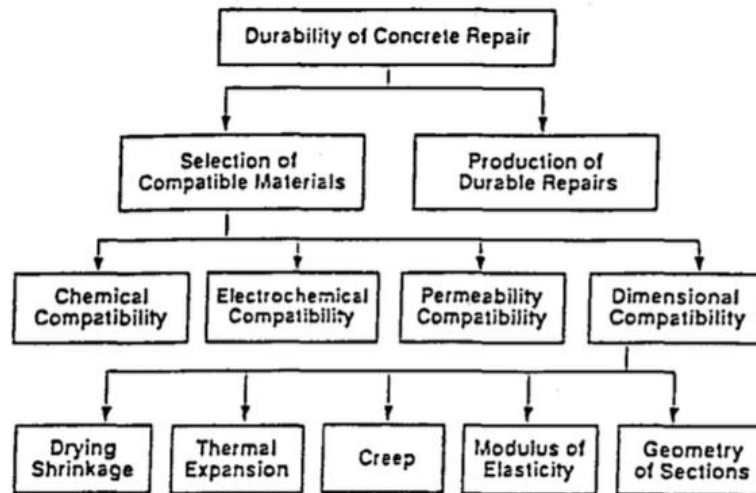 Durability of Concrete Repair
Selection of
Compatible Materials
Production of
Durable Repairs
Chemical
Compatibility
Electrochemical
Compatibility
Permeability
Compatibility
Dimensional
Compatibility
Drying
Shrinkage
Thermal
Expansion
Creep
Modulus of
Elasticity
Geometry
of Sections